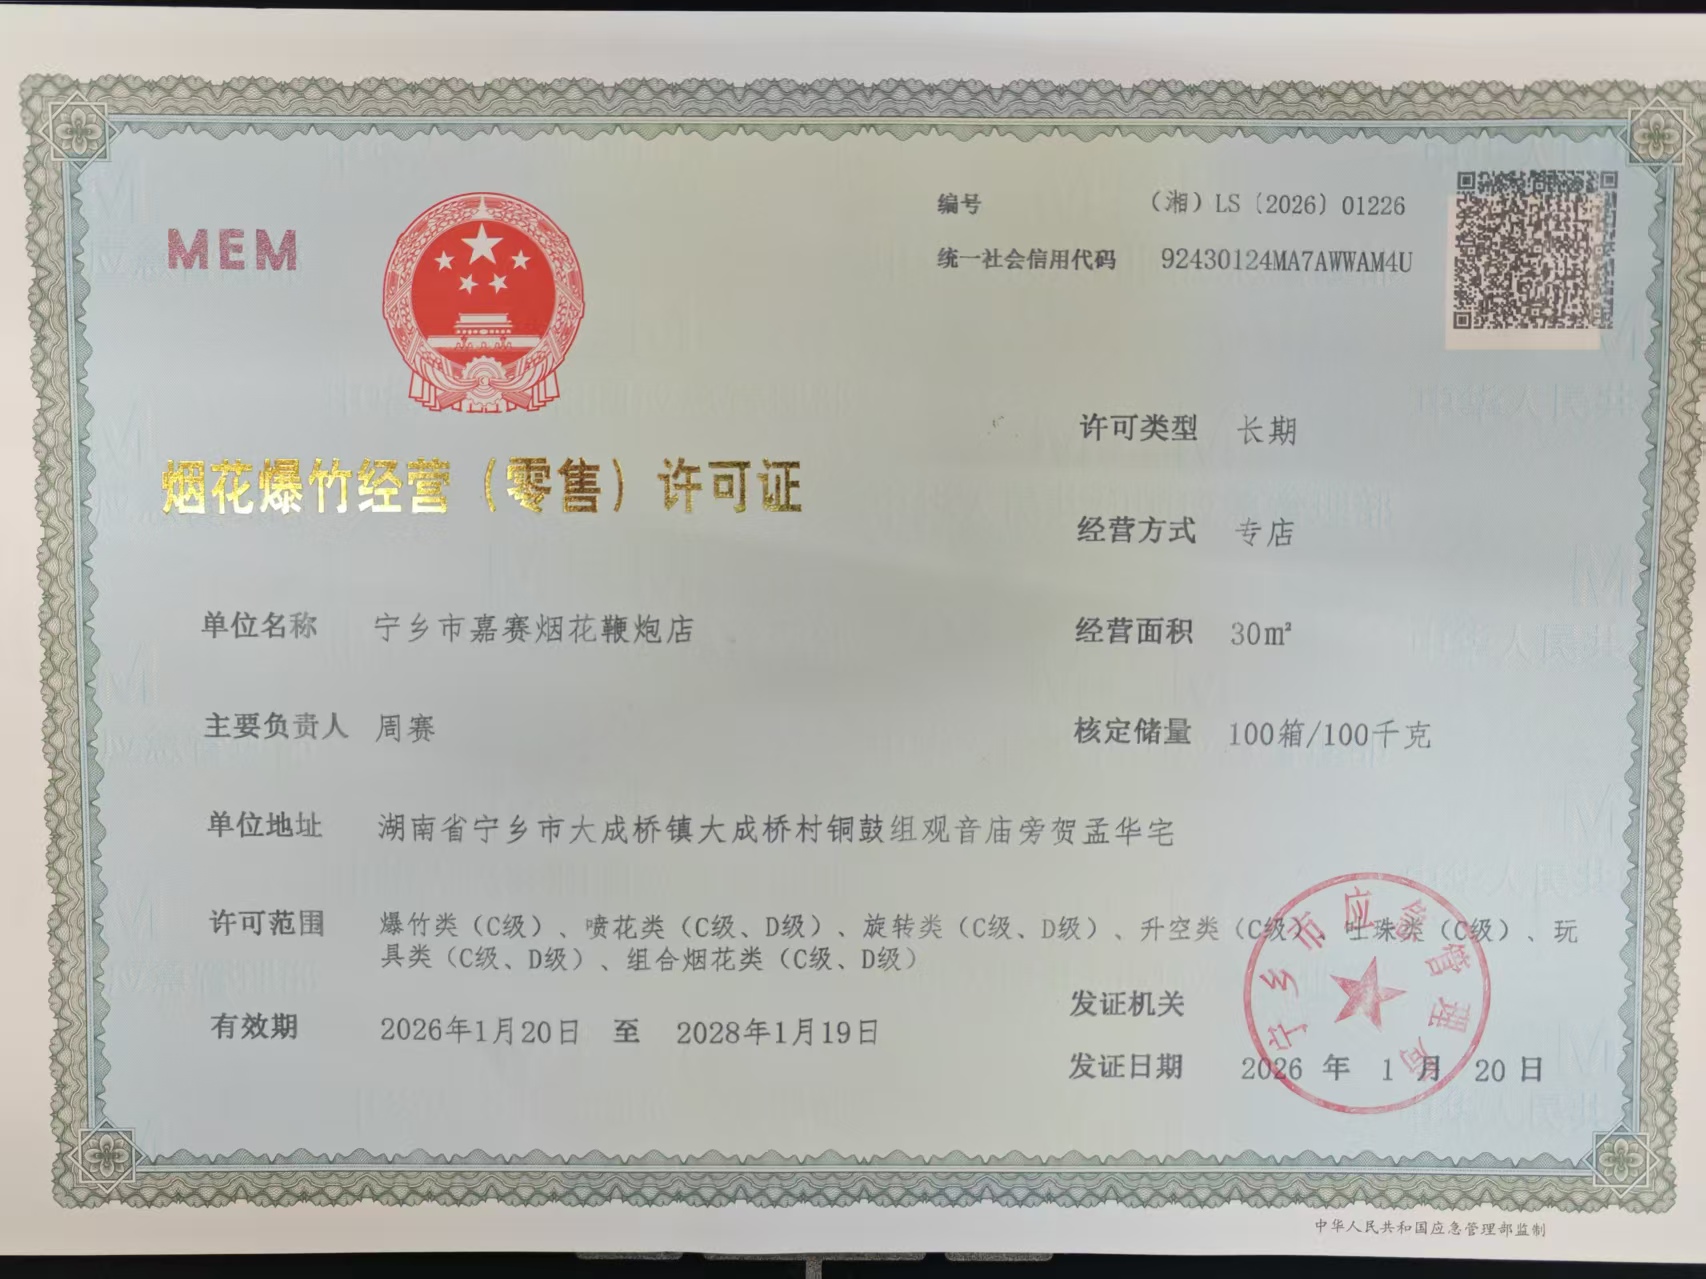 MEM
编号 （湘）LS〔2026〕01226
统一社会信用代码 92430124MA7AWWAM4U
烟花爆竹经营（零售）许可证
许可类型 长期
经营方式 专店
单位名称 宁乡市嘉赛烟花鞭炮店
经营面积 30m²
主要负责人 周赛
核定储量 100箱/100千克
单位地址 湖南省宁乡市大成桥镇大成桥村铜鼓组观音庙旁贺孟华宅
许可范围 爆竹类（C级）、喷花类（C级、D级）、旋转类（C级、D级）、升空类（C级）、吐珠类（C级）、玩
具类（C级、D级）、组合烟花类（C级、D级）
有效期 2026年1月20日 至 2028年1月19日
发证机关
宁乡市应急管理局
发证日期 2026 年 1 月 20 日
中华人民共和国应急管理部监制